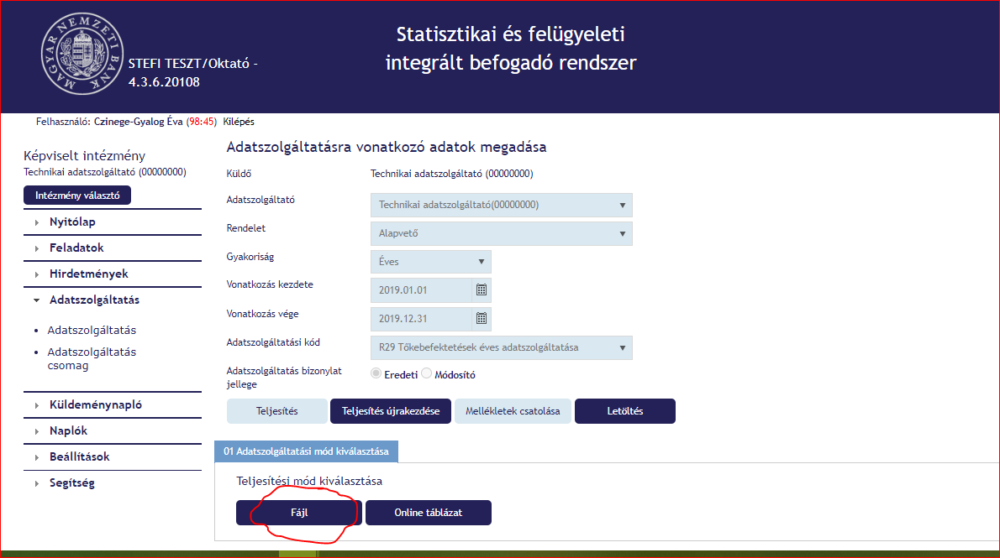 MAGYAR NEMZETI BANK
STEFI TESZT/Oktató -
4.3.6.20108
Statisztikai és felügyeleti
integrált befogadó rendszer
Felhasználó: Czinege-Gyalog Éva (98:45) Kilépés
Képviselt intézmény
Technikai adatszolgáltató (00000000)
Intézmény választó
Nyitólap
Feladatok
Hirdetmények
Adatszolgáltatás
Adatszolgáltatás
Adatszolgáltatás
csomag
Küldeménynapló
Naplók
Beállítások
Segítség
Adatszolgáltatásra vonatkozó adatok megadása
Küldő Technikai adatszolgáltató (00000000)
Adatszolgáltató Technikai adatszolgáltató(00000000)
Rendelet Alapvető
Gyakoriság Éves
Vonatkozás kezdete 2019.01.01
Vonatkozás vége 2019.12.31
Adatszolgáltatási kód R29 Tőkebefektetések éves adatszolgáltatása
Adatszolgáltatás bizonylat
jellege Eredeti Módosító
Teljesítés Teljesítés újrakezdése Mellékletek csatolása Letöltés
01 Adatszolgáltatási mód kiválasztása
Teljesítési mód kiválasztása
Fájl Online táblázat